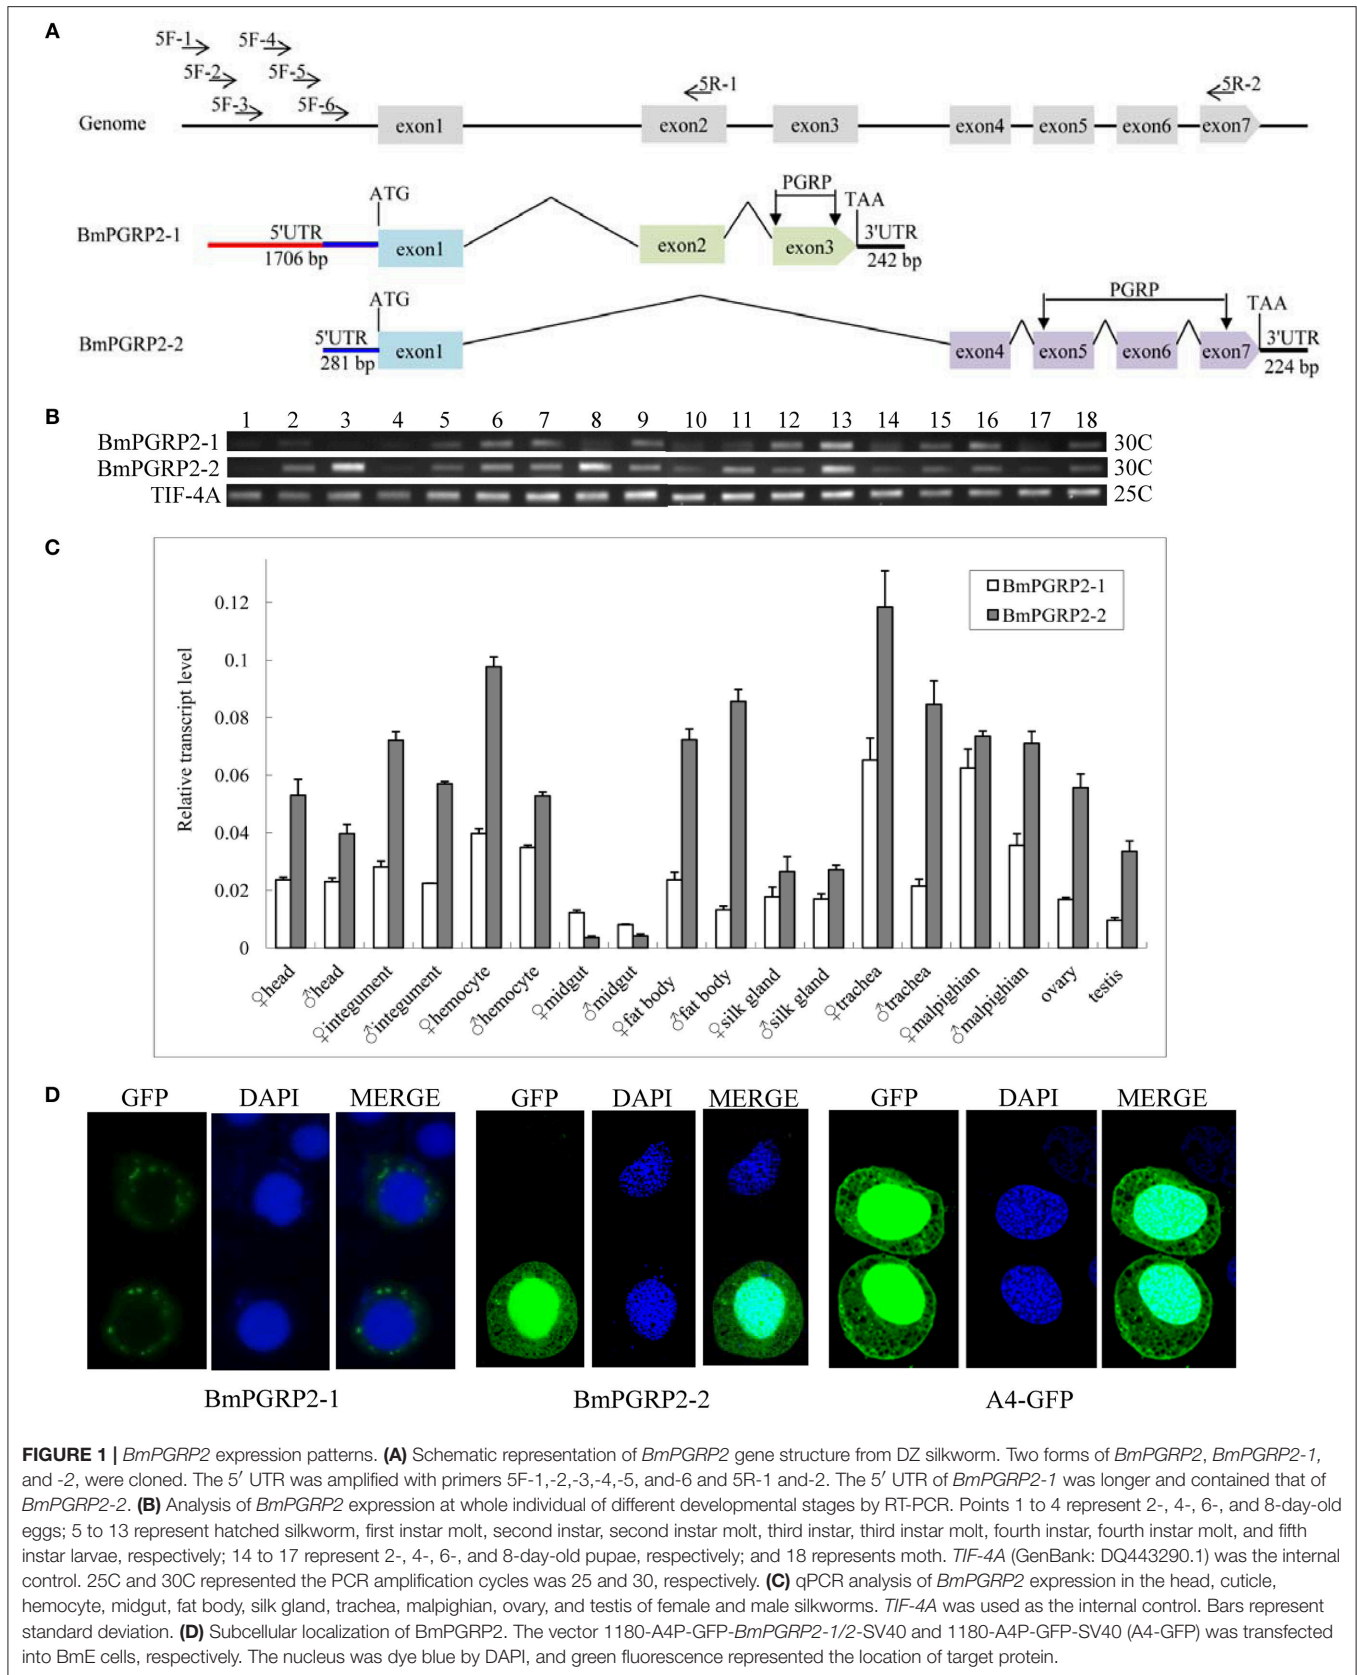 A
5F-1 5F-4
5F-2 5F-5 5R-1 5R-2
5F-3 5F-6
Genome exon1 exon2 exon3 exon4 exon5 exon6 exon7
ATG PGRP TAA
BmPGRP2-1 5'UTR exon1 exon2 exon3 3'UTR
1706 bp 242 bp
ATG PGRP TAA
BmPGRP2-2 5'UTR exon1 exon4 exon5 exon6 exon7 3'UTR
281 bp 224 bp
B
1 2 3 4 5 6 7 8 9 10 11 12 13 14 15 16 17 18
BmPGRP2-1 30C
BmPGRP2-2 30C
TIF-4A 25C
C
BmPGRP2-1
BmPGRP2-2
Relative transcript level
0.12
0.1
0.08
0.06
0.04
0.02
0
♀head ♂head ♀integument ♂integument ♀hemocyte ♂hemocyte ♀midgut ♂midgut ♀fat body ♂fat body ♀silk gland ♂silk gland ♀trachea ♂trachea ♀malpighian ♂malpighian ovary testis
D
GFP DAPI MERGE GFP DAPI MERGE GFP DAPI MERGE
BmPGRP2-1 BmPGRP2-2 A4-GFP
FIGURE 1 | BmPGRP2 expression patterns. (A) Schematic representation of BmPGRP2 gene structure from DZ silkworm. Two forms of BmPGRP2, BmPGRP2-1,
and -2, were cloned. The 5′ UTR was amplified with primers 5F-1,-2,-3,-4,-5, and-6 and 5R-1 and-2. The 5′ UTR of BmPGRP2-1 was longer and contained that of
BmPGRP2-2. (B) Analysis of BmPGRP2 expression at whole individual of different developmental stages by RT-PCR. Points 1 to 4 represent 2-, 4-, 6-, and 8-day-old
eggs; 5 to 13 represent hatched silkworm, first instar molt, second instar, second instar molt, third instar, third instar molt, fourth instar, fourth instar molt, and fifth
instar larvae, respectively; 14 to 17 represent 2-, 4-, 6-, and 8-day-old pupae, respectively; and 18 represents moth. TIF-4A (GenBank: DQ443290.1) was the internal
control. 25C and 30C represented the PCR amplification cycles was 25 and 30, respectively. (C) qPCR analysis of BmPGRP2 expression in the head, cuticle,
hemocyte, midgut, fat body, silk gland, trachea, malpighian, ovary, and testis of female and male silkworms. TIF-4A was used as the internal control. Bars represent
standard deviation. (D) Subcellular localization of BmPGRP2. The vector 1180-A4P-GFP-BmPGRP2-1/2-SV40 and 1180-A4P-GFP-SV40 (A4-GFP) was transfected
into BmE cells, respectively. The nucleus was dye blue by DAPI, and green fluorescence represented the location of target protein.